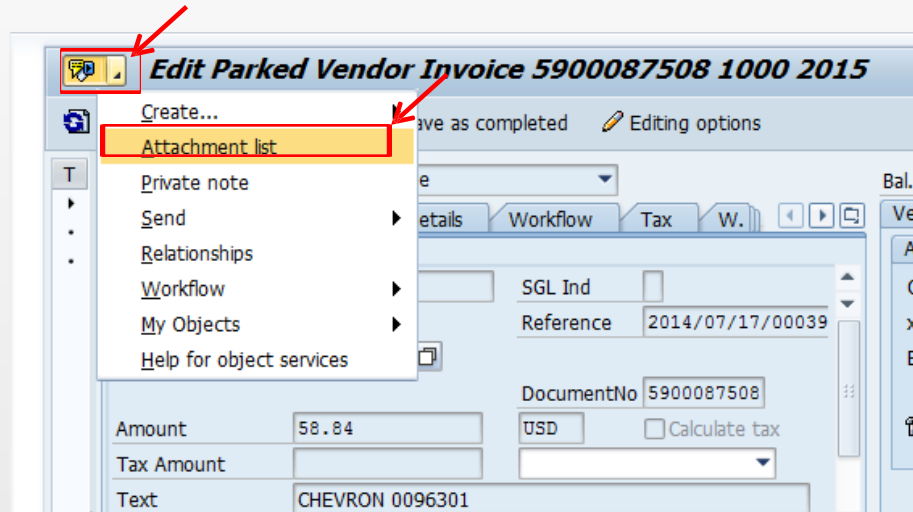 Edit Parked Vendor Invoice 5900087508 1000 2015
Create...
ave as completed
Editing options
Attachment list
T
Private note
e
Bal.
Send
etails
Workflow
Tax
W.
Ve
Relationships
A
Workflow
SGL Ind
My Objects
Reference
2014/07/17/00039
Help for object services
DocumentNo
5900087508
Amount
58.84
USD
Calculate tax
Tax Amount
Text
CHEVRON 0096301